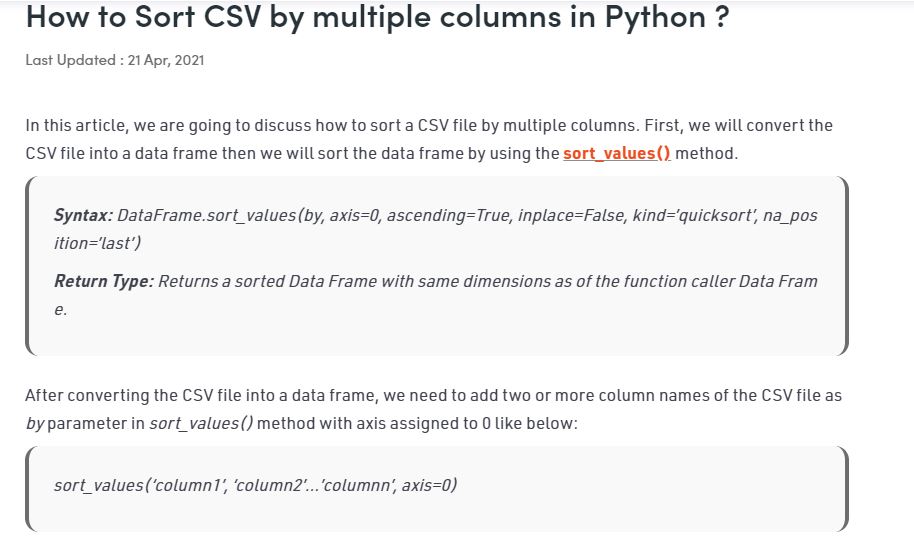 How to Sort CSV by multiple columns in Python ?
Last Updated : 21 Apr, 2021
In this article, we are going to discuss how to sort a CSV file by multiple columns. First, we will convert the
CSV file into a data frame then we will sort the data frame by using the sort_values() method.
Syntax: DataFrame.sort_values(by, axis=0, ascending=True, inplace=False, kind=’quicksort’, na_pos
ition=’last’)
Return Type: Returns a sorted Data Frame with same dimensions as of the function caller Data Fram
e.
After converting the CSV file into a data frame, we need to add two or more column names of the CSV file as
by parameter in sort_values() method with axis assigned to 0 like below:
sort_values(‘column1’, ‘column2’…’columnn’, axis=0)